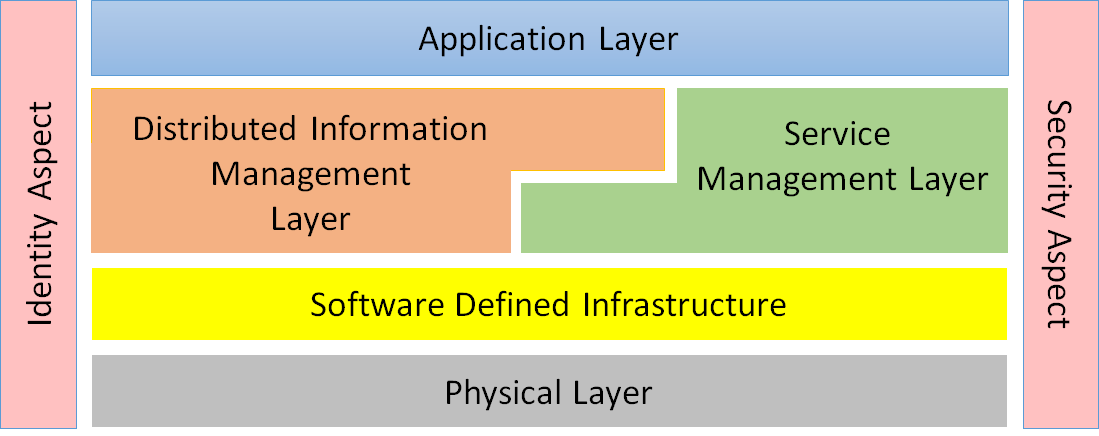 Identity Aspect
Application Layer
Distributed Information
Management
Layer
Service
Management Layer
Software Defined Infrastructure
Physical Layer
Security Aspect